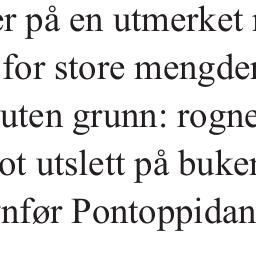 er på en utmerket
for store mengder
uten grunn: rogne
ot utslett på buken
nfør Pontoppidan